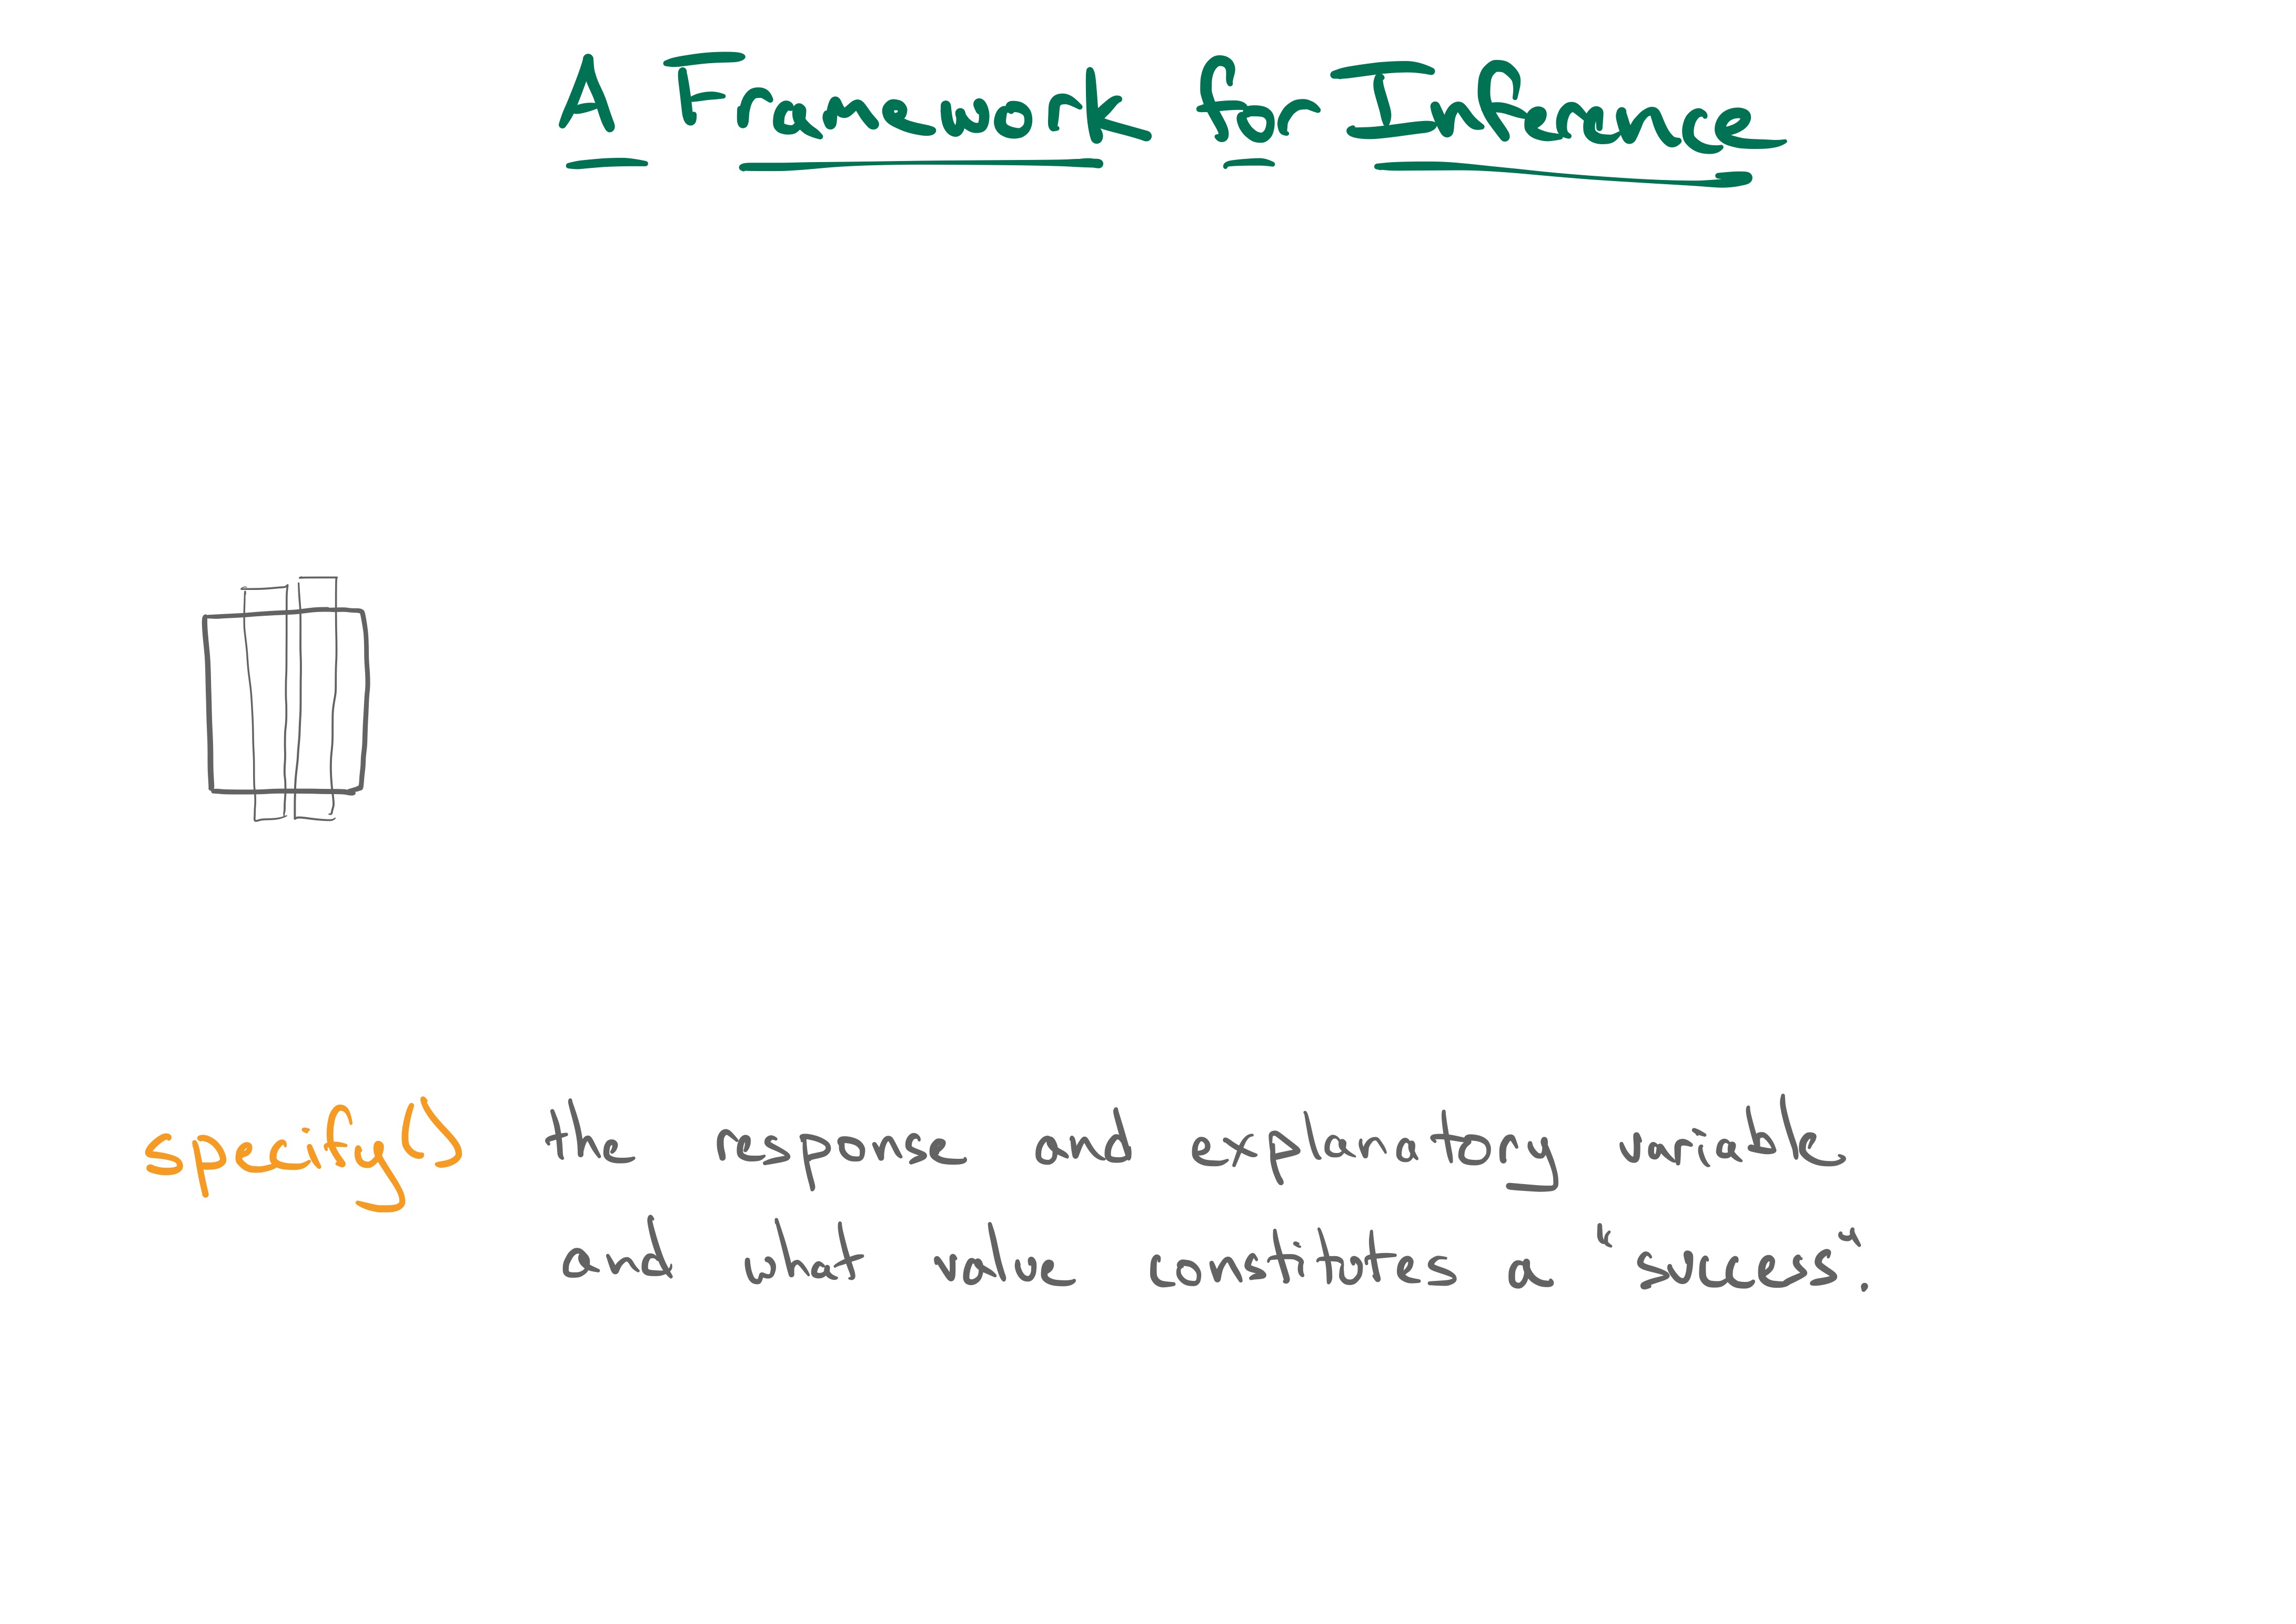 A Framework for Inference
specify() the response and explanatory variable
and what value constitutes a "success".